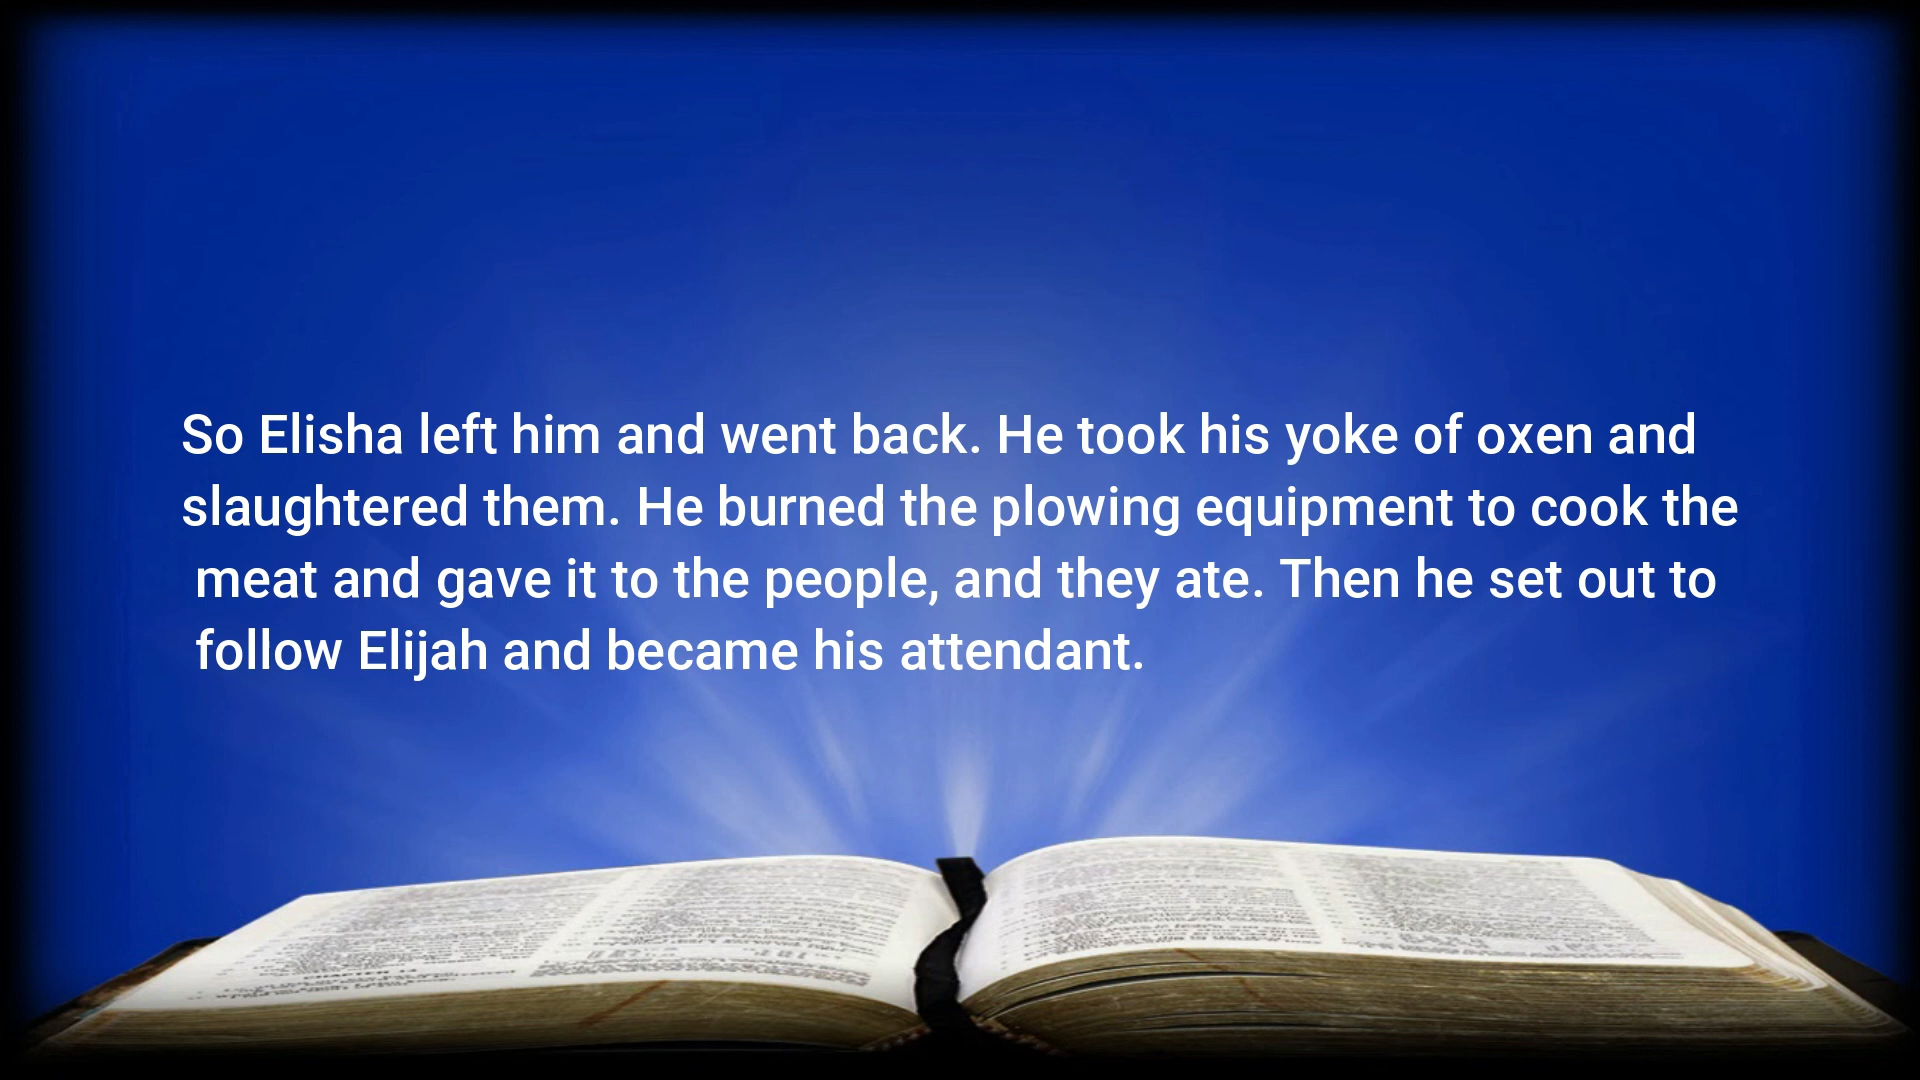 So Elisha left him and went back. He took his yoke of oxen and
slaughtered them. He burned the plowing equipment to cook the
meat and gave it to the people, and they ate. Then he set out to
follow Elijah and became his attendant.